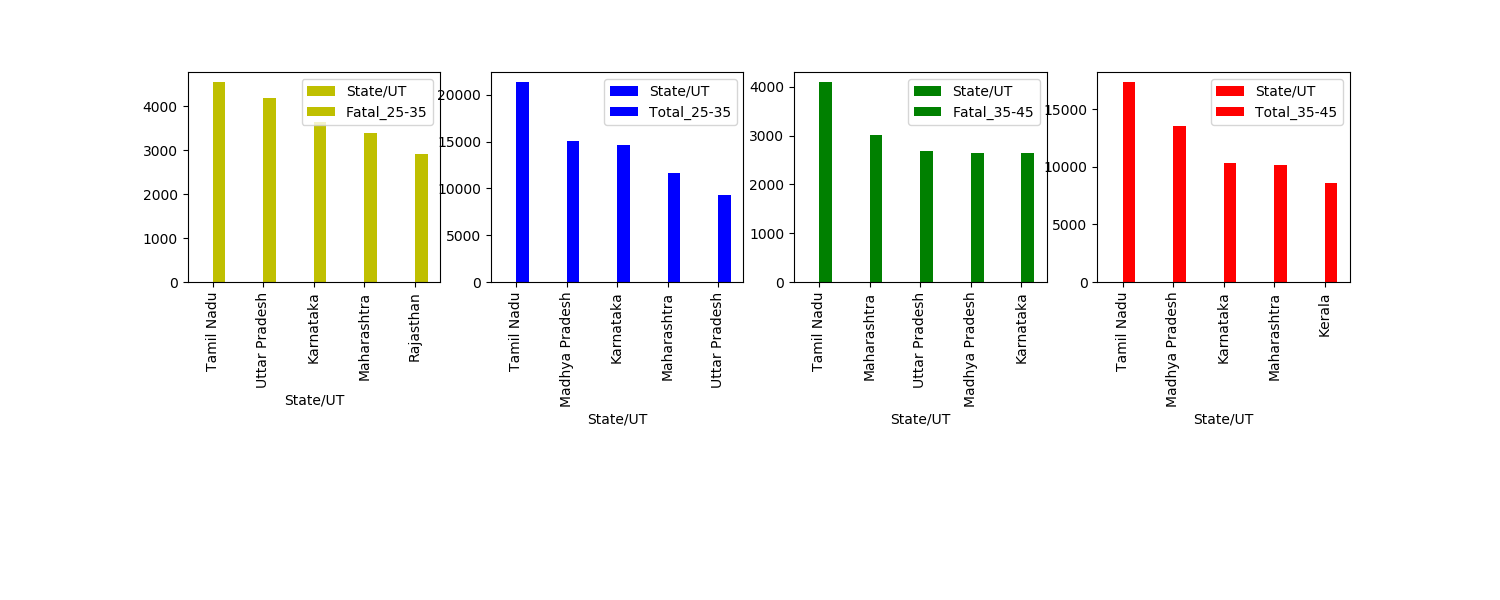 State/UT
Fatal_25-35
4000
3000
2000
1000
0
Tamil Nadu
Uttar Pradesh
Karnataka
Maharashtra
Rajasthan
State/UT
State/UT
Total_25-35
20000
15000
10000
5000
0
Tamil Nadu
Madhya Pradesh
Karnataka
Maharashtra
Uttar Pradesh
State/UT
State/UT
Fatal_35-45
4000
3000
2000
1000
0
Tamil Nadu
Maharashtra
Uttar Pradesh
Madhya Pradesh
Karnataka
State/UT
State/UT
Total_35-45
15000
10000
5000
0
Tamil Nadu
Madhya Pradesh
Karnataka
Maharashtra
Kerala
State/UT